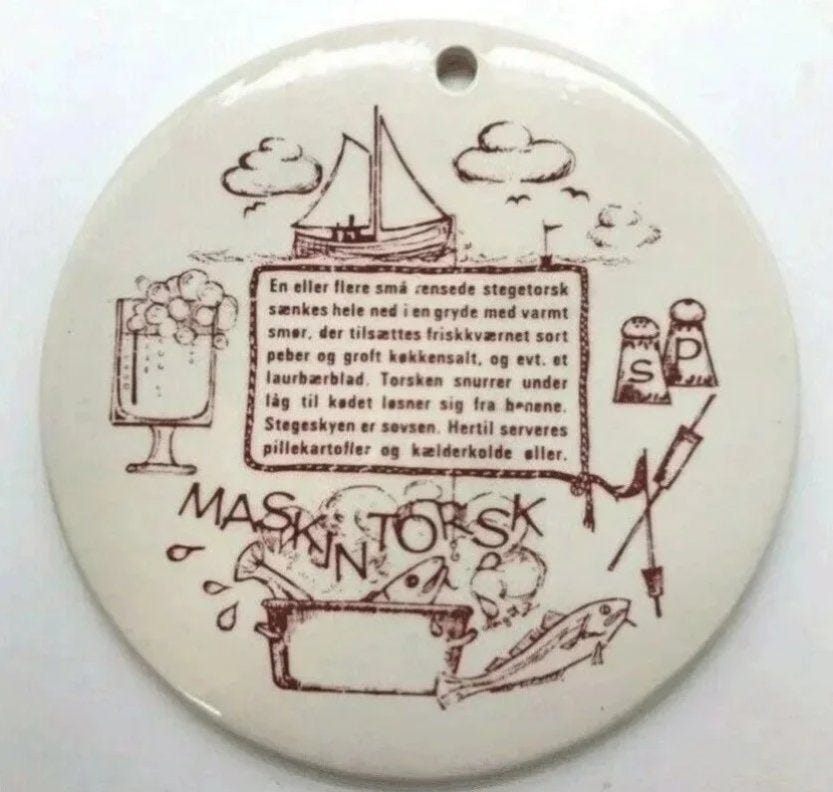 En eller flere små rensede stegetorsk
sænkes hele ned i en gryde med varmt
smør, der tilsættes friskkværnet sort
peber og groft køkkensalt, og evt. et
laurbærblad. Torsken snurrer under
låg til kødet løsner sig fra benene.
Stegeskyen er sovsen. Hertil serveres
pillekartofler og kælderkolde øller.
S P
MASKINTORSK